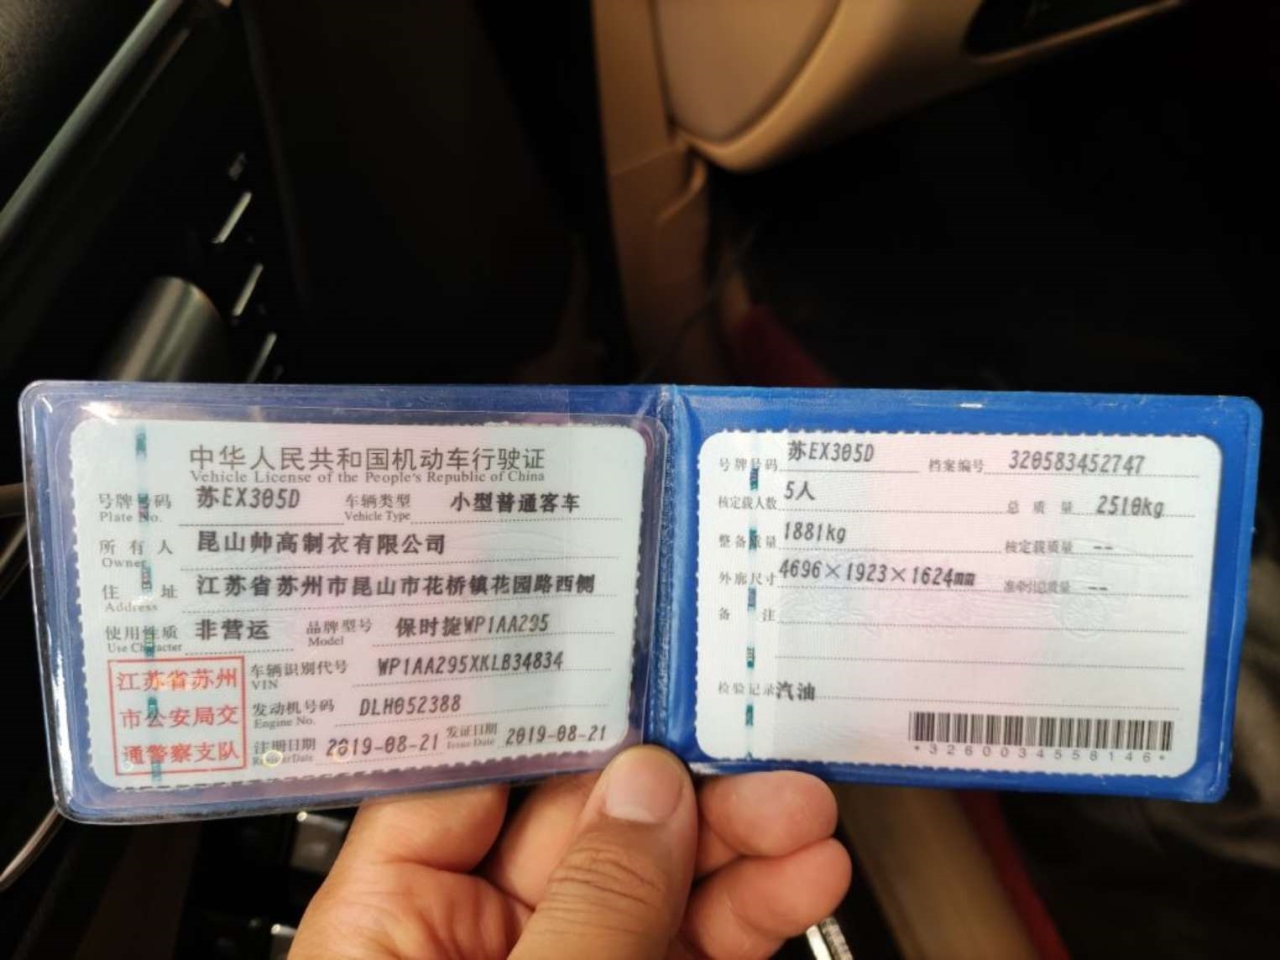 中华人民共和国机动车行驶证
Vehicle License of the People's Republic of China
号牌号码 苏EX305D 车辆类型 小型普通客车
Plate No. Vehicle Type
所有人 昆山帅高制衣有限公司
Owner
住址 江苏省苏州市昆山市花桥镇花园路西侧
Address
使用性质 非营运 品牌型号 保时捷WP1AA295
Use Character Model
江苏省苏州
市公安局交
通警察支队
车辆识别代号 WP1AA295XKLB34834
VIN
发动机号码 DLH052388
Engine No.
注册日期 2019-08-21 发证日期 2019-08-21
Register Date Issue Date
号牌号码 苏EX305D 档案编号 320583452747
核定载人数 5人 总质量 2510kg
整备质量 1881kg 核定载质量 --
外廓尺寸 4696×1923×1624mm 准牵引总质量 --
备注
检验记录 汽油
*3260034558146*